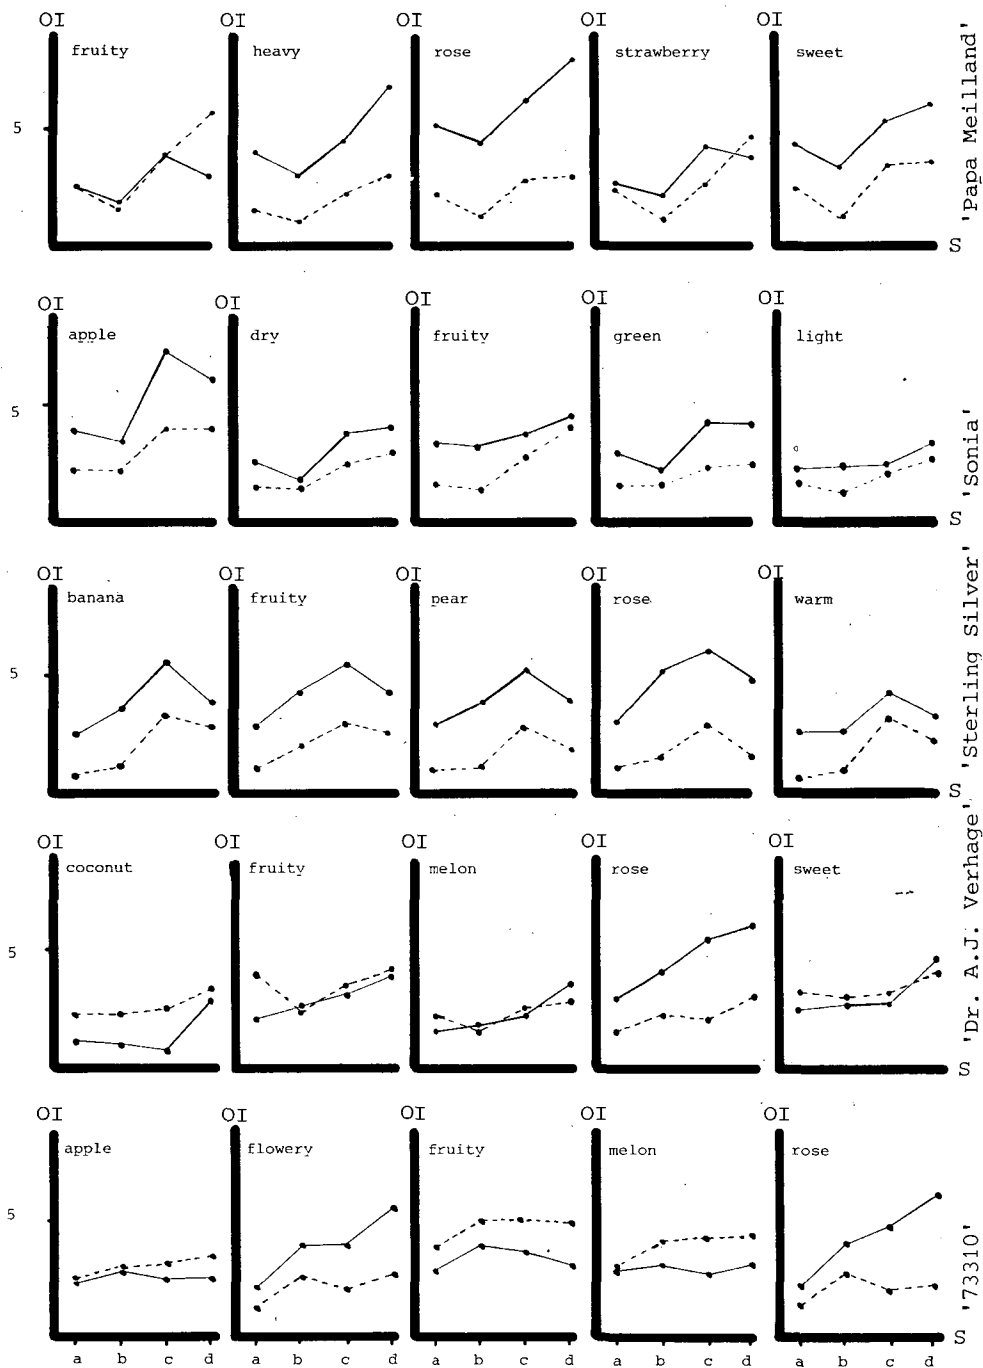 OI OI OI OI OI
fruity heavy rose strawberry sweet
5
S
'Papa Meilland'
OI OI OI OI OI
apple dry fruity green light
5
S
'Sonia'
OI OI OI OI OI
banana fruity pear rose warm
5
S
'Sterling Silver'
OI OI OI OI OI
coconut fruity melon rose sweet
5
S
'Dr. A.J. Verhage'
OI OI OI OI OI
apple flowery fruity melon rose
5
S
'73310'
a b c d a b c d a b c d a b c d a b c d